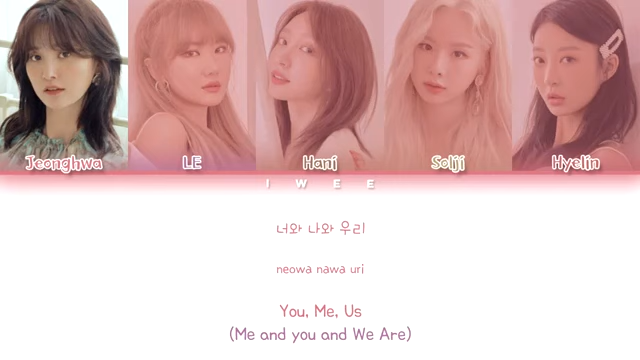 Jeonghwa LE Hani Solji Hyelin
I W E E
너와 나와 우리
neowa nawa uri
You, Me, Us
(Me and you and We Are)